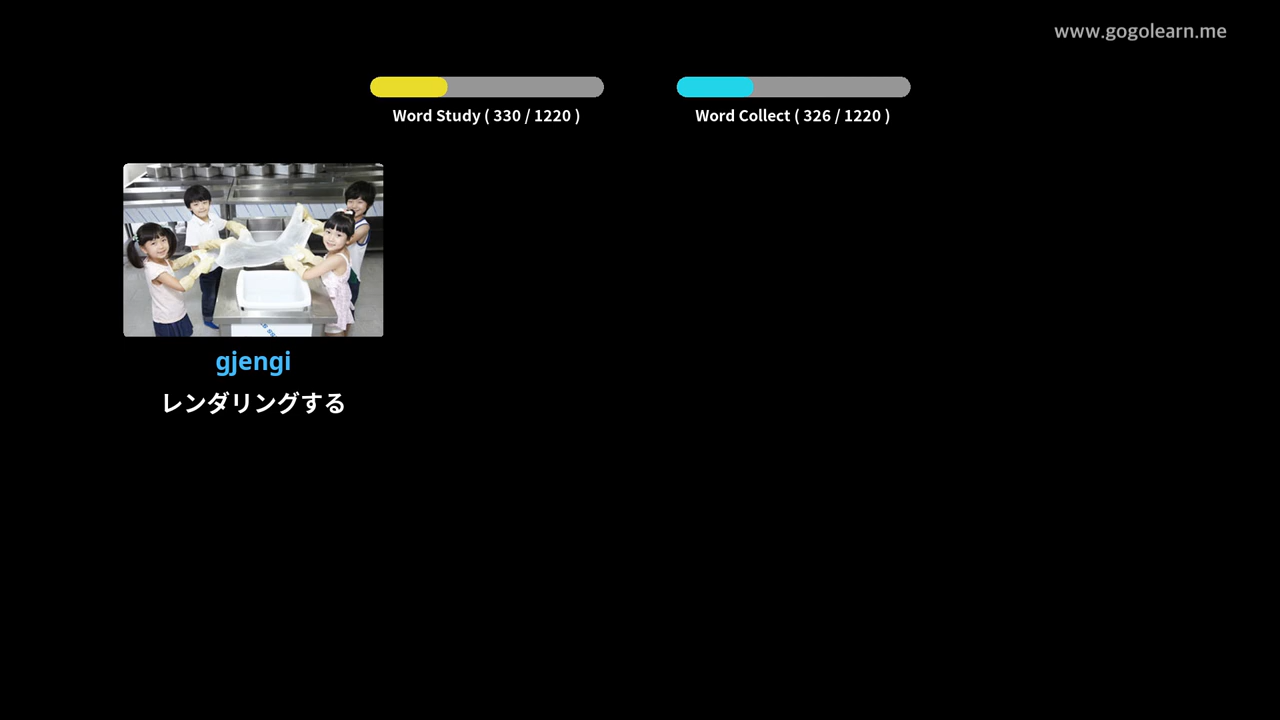 www.gogolearn.me
Word Study ( 330 / 1220 )
Word Collect ( 326 / 1220 )
gjengi
レンダリングする